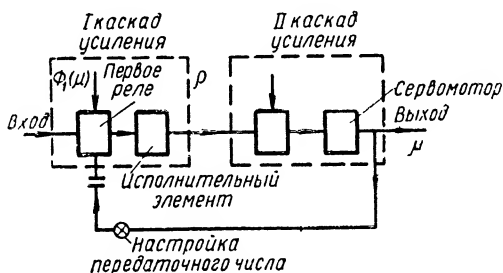 I каскад
усиления
II каскад
усиления
Φ₁(μ)
Первое
реле
ρ
Сервомотор
Вход
Выход
μ
Исполнительный
элемент
Настройка
передаточного числа